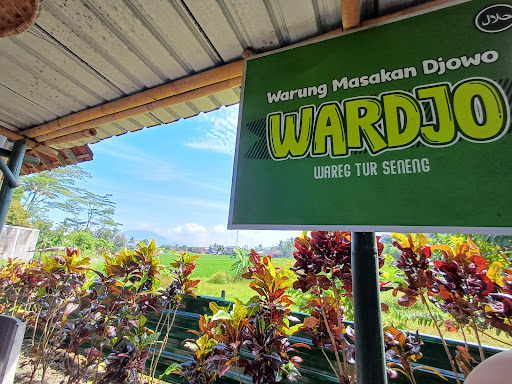 حلال
Warung Masakan Djowo
WARDJO
WAREG TUR SENENG